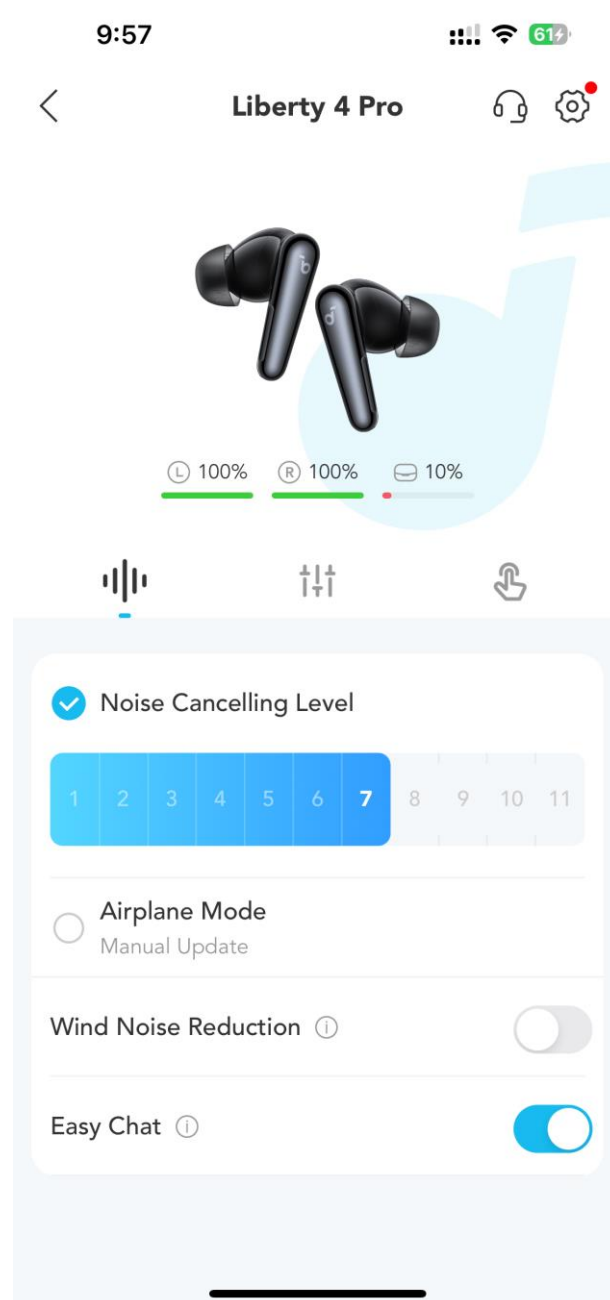 9:57
61
Liberty 4 Pro
L 100% R 100% 10%
Noise Cancelling Level
1 2 3 4 5 6 7 8 9 10 11
Airplane Mode
Manual Update
Wind Noise Reduction
Easy Chat